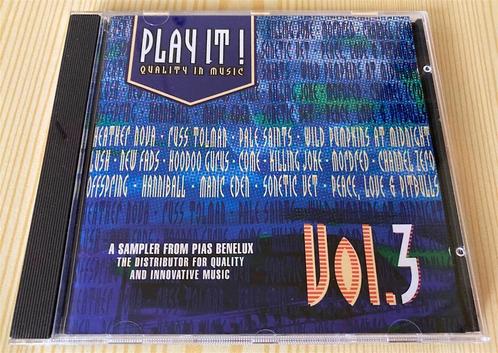 PLAY IT!
QUALITY IN MUSIC
HEATHER NOVA · RUSS TOLMAN · PALE SAINTS · WILD PUMPKINS AT MIDNIGHT
LUSH · NEW FADS · HOODOO GURUS · COME · KILLING JOKE · MORDRED · CHANNEL ZERO
OFFSPRING · HANNIBALL · MANIC EDEN · SONETIC VET · PEACE, LOVE & PITBULLS
A SAMPLER FROM PIAS BENELUX
THE DISTRIBUTOR FOR QUALITY
AND INNOVATIVE MUSIC
Vol.3